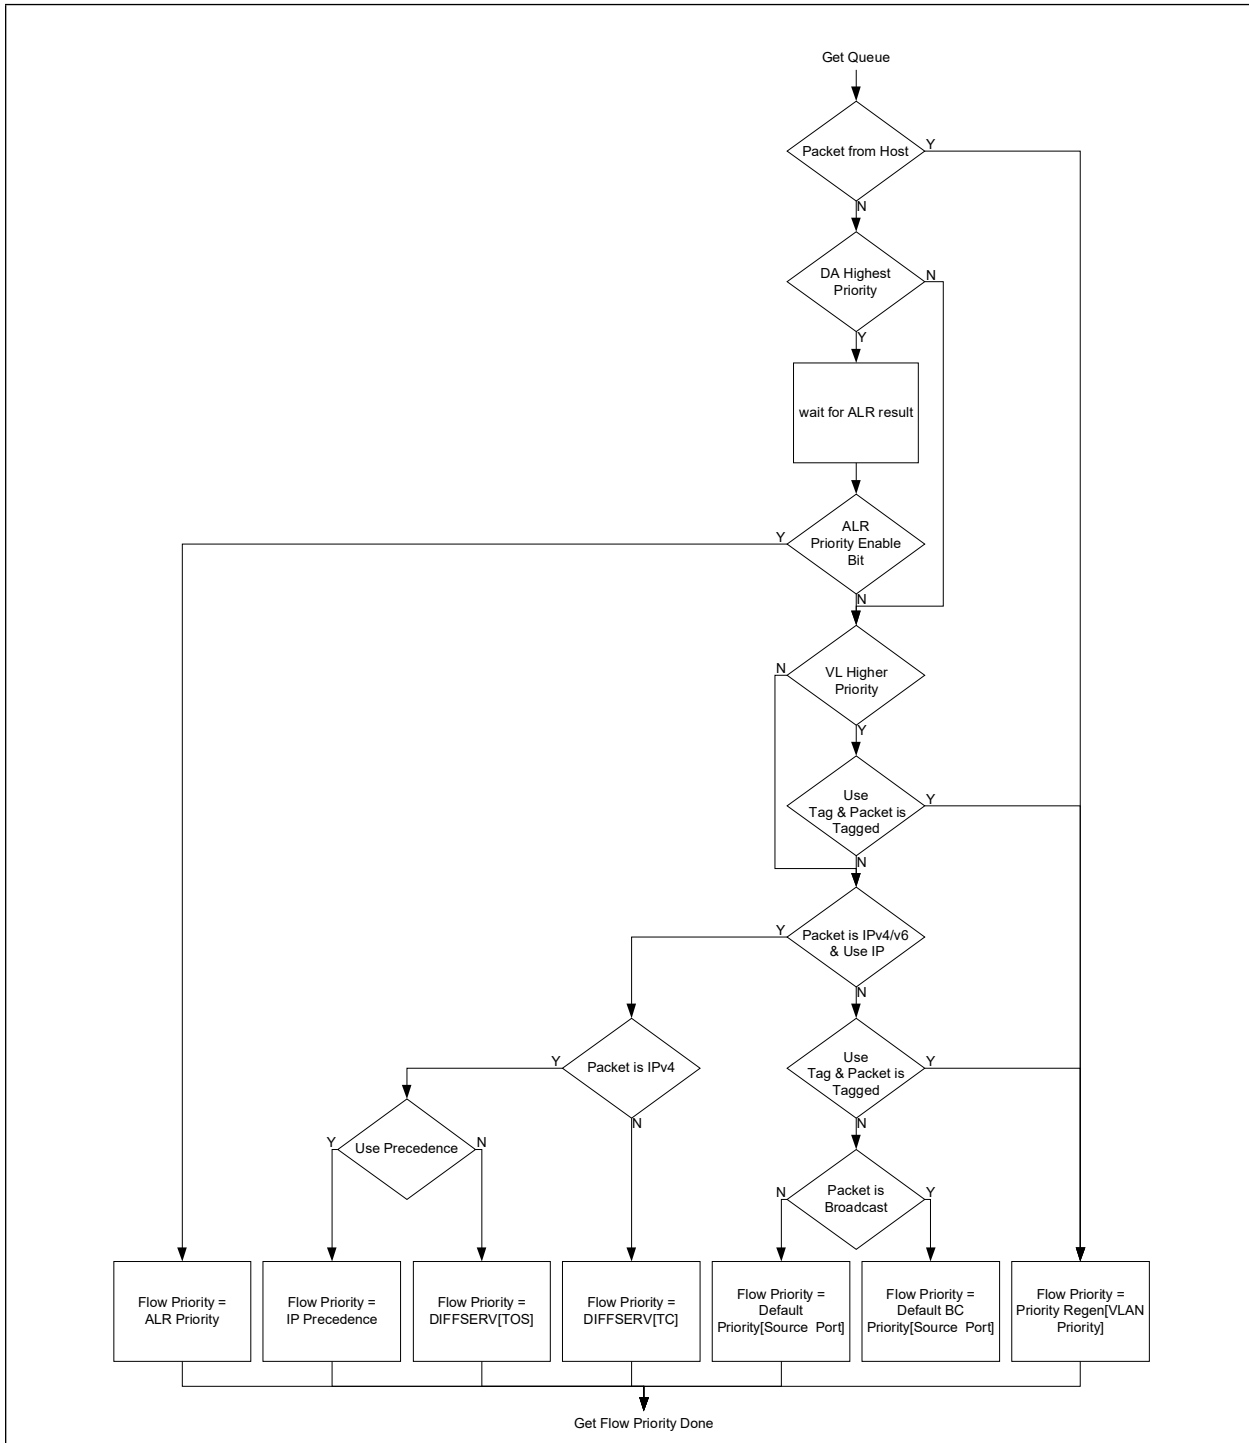 Get Queue
Packet from Host
Y
N
DA Highest
Priority
N
Y
wait for ALR result
ALR
Priority Enable
Bit
Y
N
VL Higher
Priority
N
Y
Use
Tag & Packet is
Tagged
Y
N
Packet is IPv4/v6
& Use IP
Y
N
Packet is IPv4
Y
N
Use
Tag & Packet is
Tagged
Y
N
Use Precedence
Y
N
Packet is
Broadcast
N
Y
Flow Priority =
ALR Priority
Flow Priority =
IP Precedence
Flow Priority =
DIFFSERV[TOS]
Flow Priority =
DIFFSERV[TC]
Flow Priority =
Default
Priority[Source Port]
Flow Priority =
Default BC
Priority[Source Port]
Flow Priority =
Priority Regen[VLAN
Priority]
Get Flow Priority Done